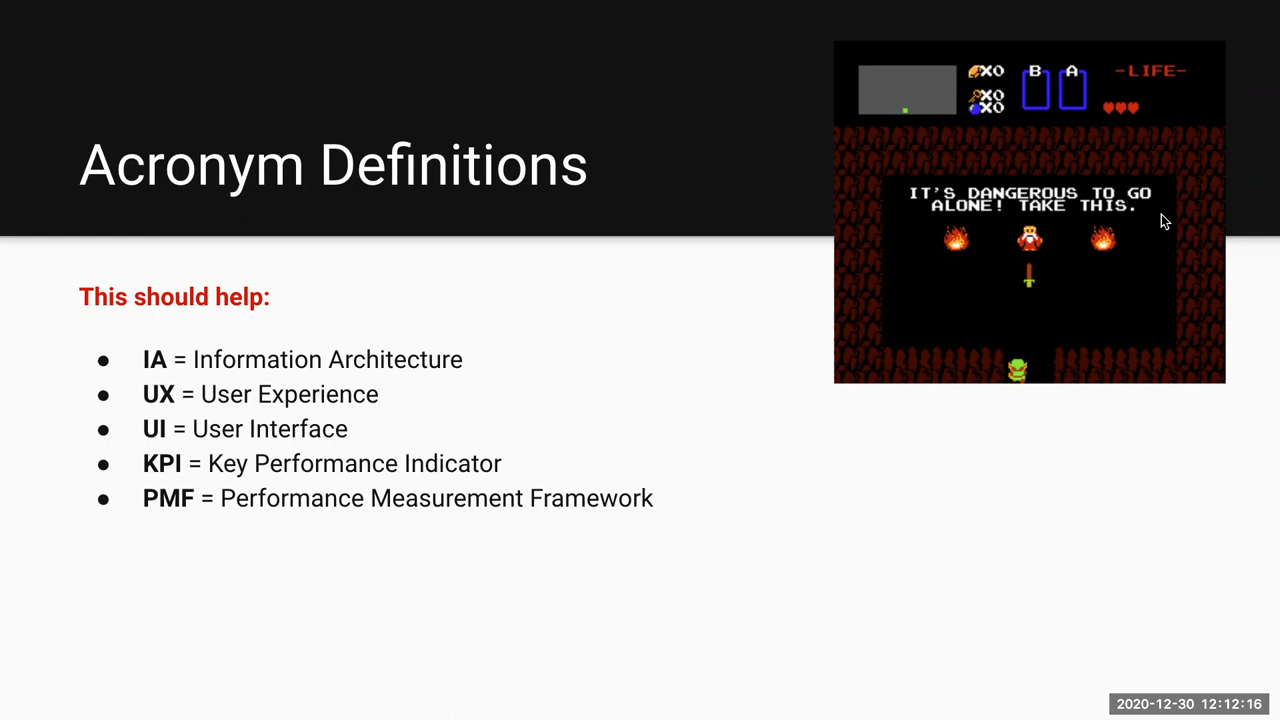 Acronym Definitions
This should help:
● IA = Information Architecture
● UX = User Experience
● UI = User Interface
● KPI = Key Performance Indicator
● PMF = Performance Measurement Framework
X0 B A -LIFE-
X0
X0
IT'S DANGEROUS TO GO
ALONE! TAKE THIS.
2020-12-30 12:12:16